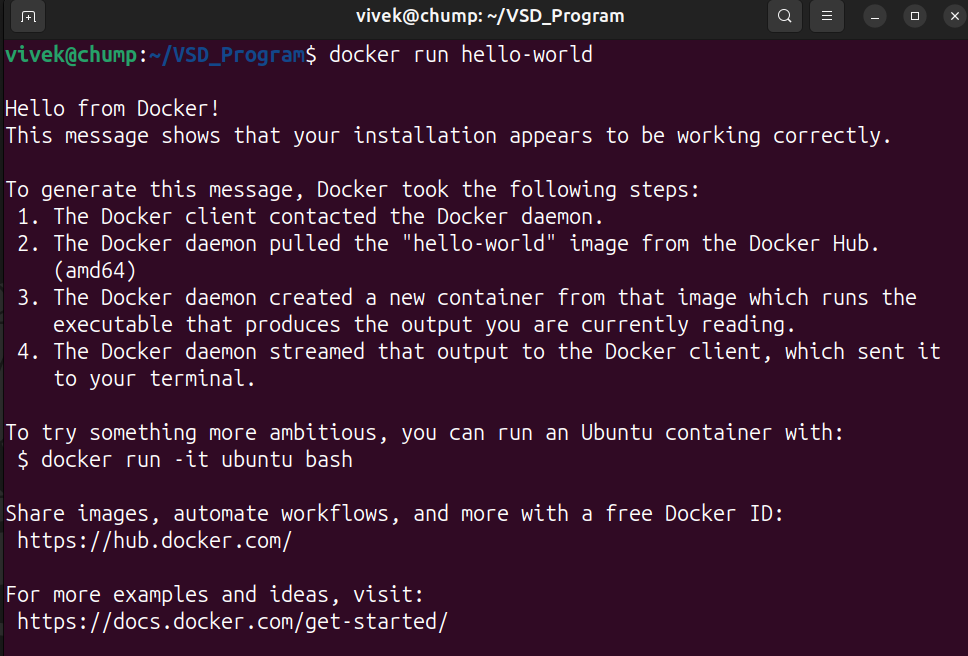 vivek@chump: ~/VSD_Program
vivek@chump:~/VSD_Program$ docker run hello-world
Hello from Docker!
This message shows that your installation appears to be working correctly.
To generate this message, Docker took the following steps:
1. The Docker client contacted the Docker daemon.
2. The Docker daemon pulled the "hello-world" image from the Docker Hub.
(amd64)
3. The Docker daemon created a new container from that image which runs the
executable that produces the output you are currently reading.
4. The Docker daemon streamed that output to the Docker client, which sent it
to your terminal.
To try something more ambitious, you can run an Ubuntu container with:
$ docker run -it ubuntu bash
Share images, automate workflows, and more with a free Docker ID:
https://hub.docker.com/
For more examples and ideas, visit:
https://docs.docker.com/get-started/